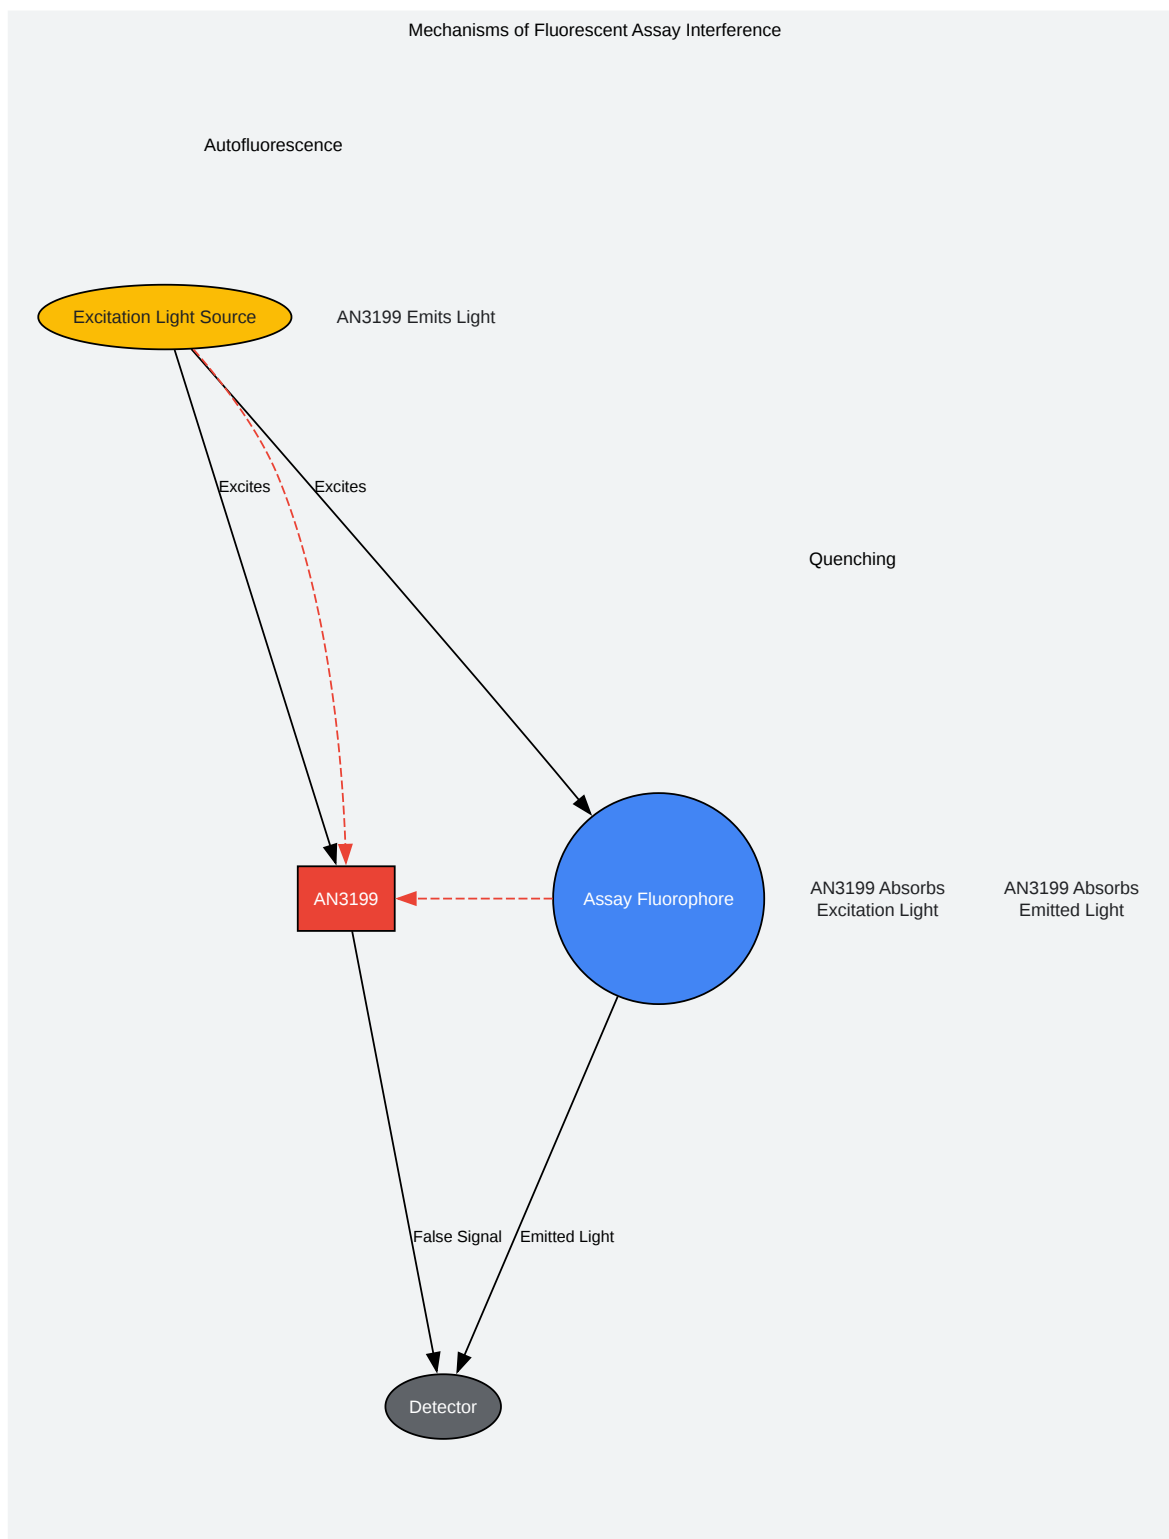 Mechanisms of Fluorescent Assay Interference
Autofluorescence
Excitation Light Source
AN3199 Emits Light
Excites
Excites
Quenching
AN3199
Assay Fluorophore
AN3199 Absorbs
Excitation Light
AN3199 Absorbs
Emitted Light
False Signal
Emitted Light
Detector